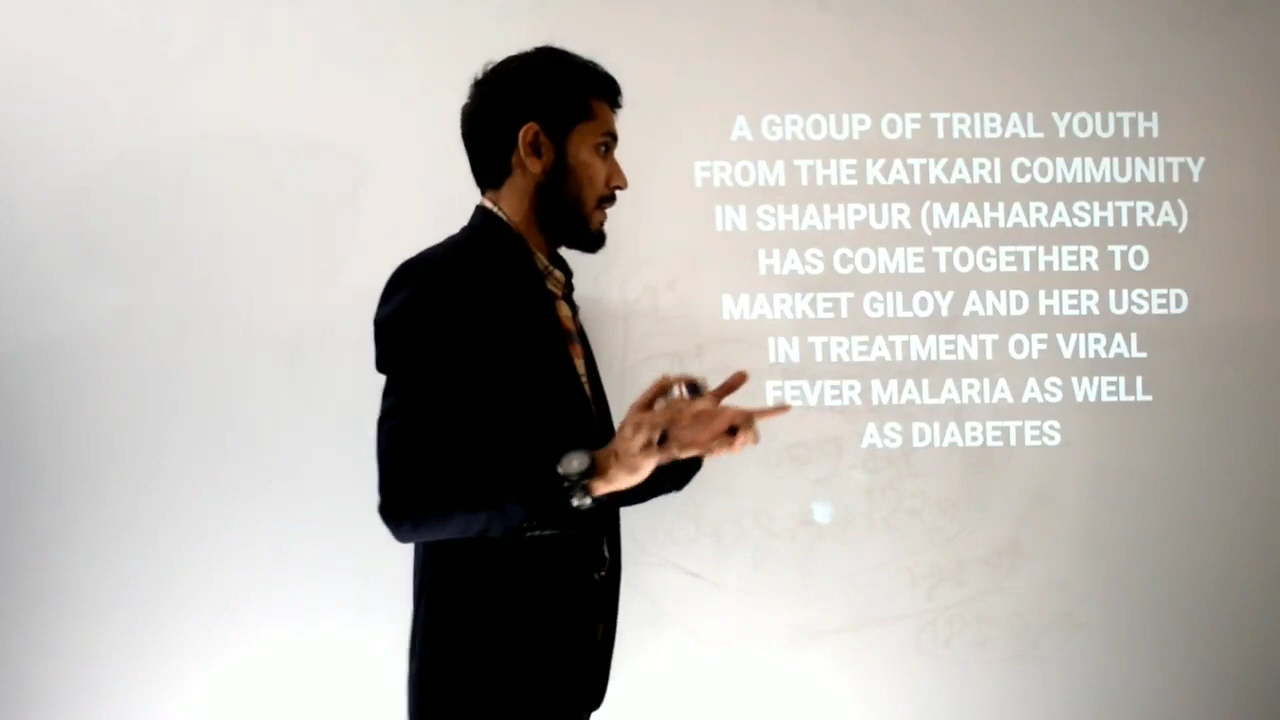 A GROUP OF TRIBAL YOUTH
FROM THE KATKARI COMMUNITY
IN SHAHPUR (MAHARASHTRA)
HAS COME TOGETHER TO
MARKET GILOY AND HER USED
IN TREATMENT OF VIRAL
FEVER MALARIA AS WELL
AS DIABETES